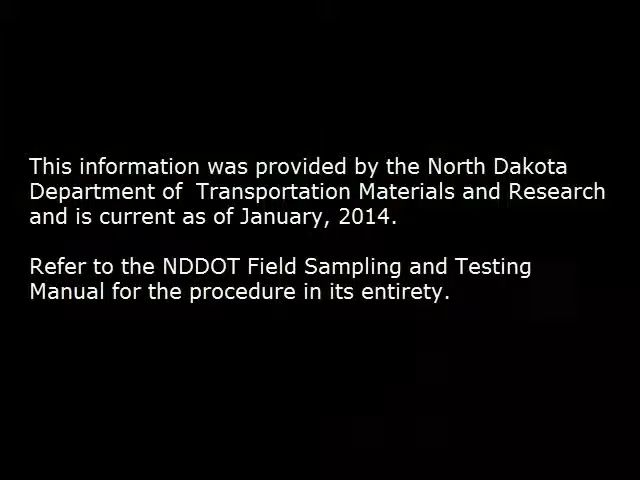 This information was provided by the North Dakota
Department of  Transportation Materials and Research
and is current as of January, 2014.
Refer to the NDDOT Field Sampling and Testing
Manual for the procedure in its entirety.